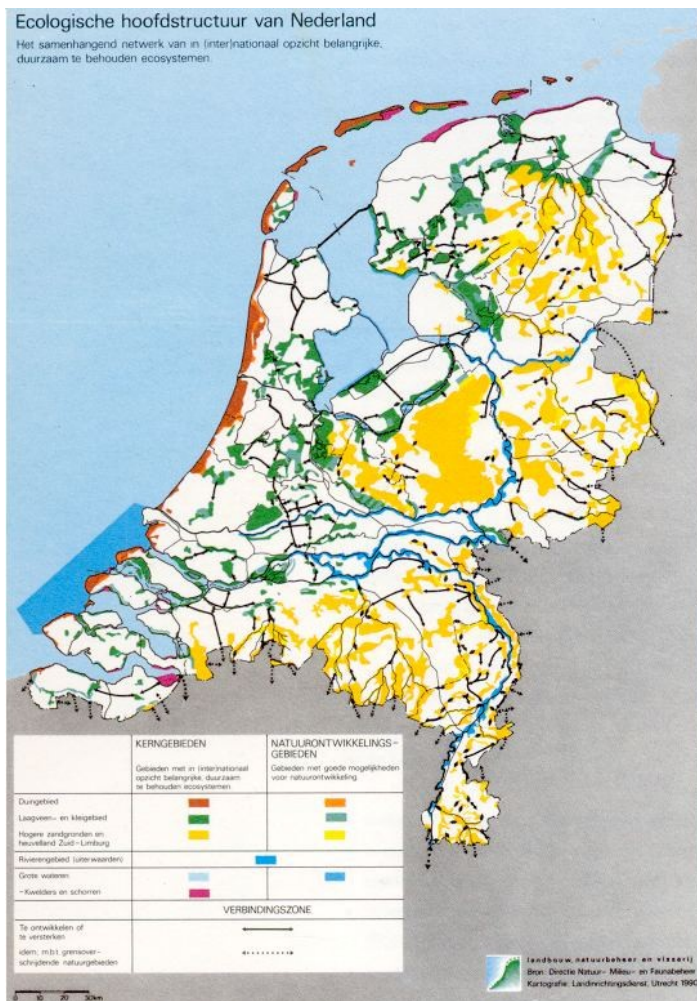 Ecologische hoofdstructuur van Nederland
Het samenhangend netwerk van in (inter)nationaal opzicht belangrijke,
duurzaam te behouden ecosystemen.
KERNGEBIEDEN
Gebieden met in (inter)nationaal
opzicht belangrijke, duurzaam
te behouden ecosystemen.
NATUURONTWIKKELINGS-
GEBIEDEN
Gebieden met goede mogelijkheden
voor natuurontwikkeling
Duingebied
Laagveen- en kleigebied
Hogere zandgronden en
heuvelland Zuid-Limburg
Rivierengebied (uiterwaarden)
Grote wateren
-Kwelders en schorren
VERBINDINGSZONE
Te ontwikkelen of
te versterken
idem; m.b.t. grensover-
schrijdende natuurgebieden
0 10 20 30km
landbouw, natuurbeheer en visserij
Bron: Directie Natuur- Milieu- en Faunabeheer
Kartografie: Landinrichtingsdienst, Utrecht